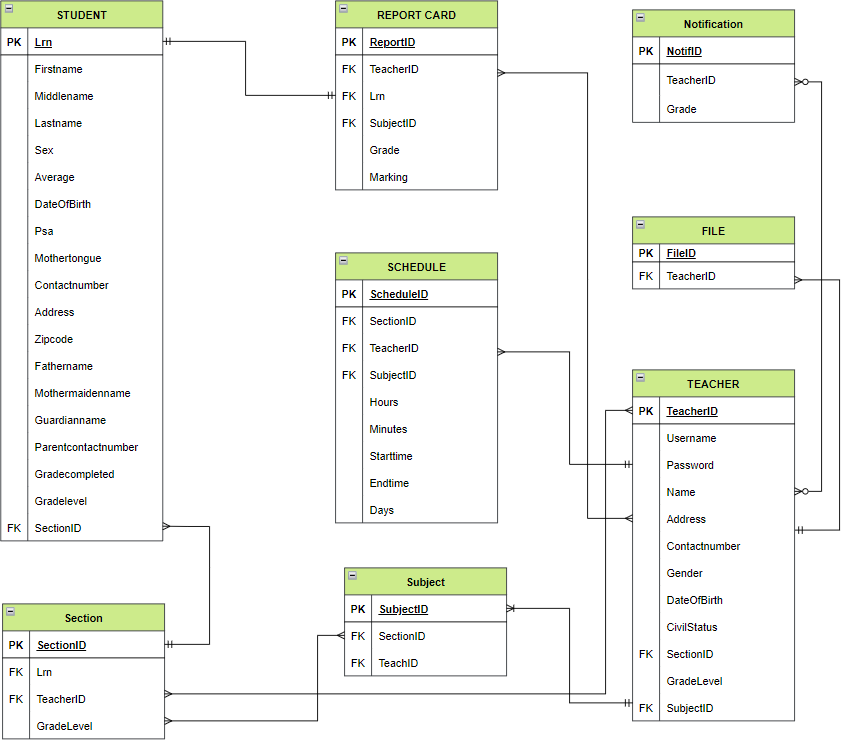 STUDENT
PK Lrn
Firstname
Middlename
Lastname
Sex
Average
DateOfBirth
Psa
Mothertongue
Contactnumber
Address
Zipcode
Fathername
Mothermaidenname
Guardianname
Parentcontactnumber
Gradecompleted
Gradelevel
FK SectionID
REPORT CARD
PK ReportID
FK TeacherID
FK Lrn
FK SubjectID
Grade
Marking
Notification
PK NotifID
TeacherID
Grade
FILE
PK FileID
FK TeacherID
SCHEDULE
PK ScheduleID
FK SectionID
FK TeacherID
FK SubjectID
Hours
Minutes
Starttime
Endtime
Days
TEACHER
PK TeacherID
Username
Password
Name
Address
Contactnumber
Gender
DateOfBirth
CivilStatus
FK SectionID
GradeLevel
FK SubjectID
Subject
PK SubjectID
FK SectionID
FK TeachID
Section
PK SectionID
FK Lrn
FK TeacherID
GradeLevel